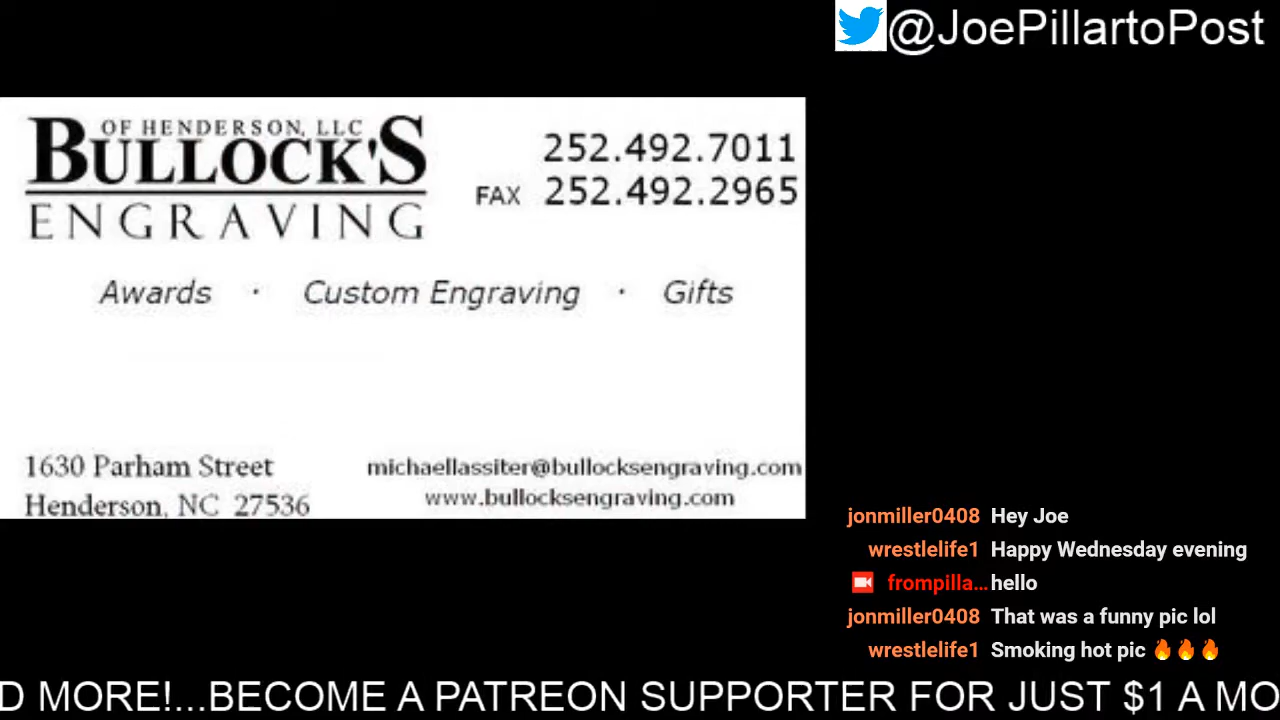 @JoePillartoPost
OF HENDERSON, LLC
BULLOCK'S
ENGRAVING
252.492.7011
FAX 252.492.2965
Awards · Custom Engraving · Gifts
1630 Parham Street
Henderson, NC 27536
michaellassiter@bullocksengraving.com
www.bullocksengraving.com
jonmiller0408 Hey Joe
wrestlelife1 Happy Wednesday evening
frompilla... hello
jonmiller0408 That was a funny pic lol
wrestlelife1 Smoking hot pic 🔥🔥🔥
D MORE!...BECOME A PATREON SUPPORTER FOR JUST $1 A MO